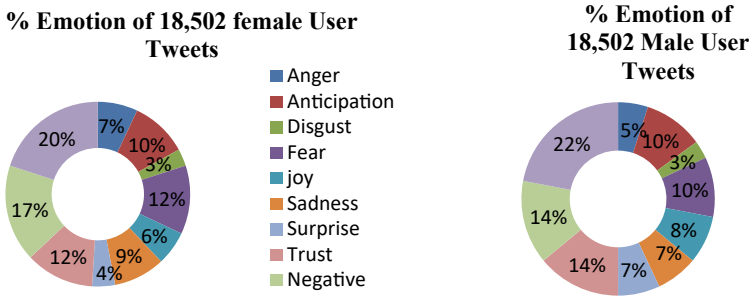 % Emotion of 18,502 female User
Tweets
Anger
Anticipation
Disgust
Fear
joy
Sadness
Surprise
Trust
Negative
7%
10%
3%
12%
6%
9%
4%
12%
17%
20%
% Emotion of
18,502 Male User
Tweets
5%
10%
3%
10%
8%
7%
7%
14%
14%
22%